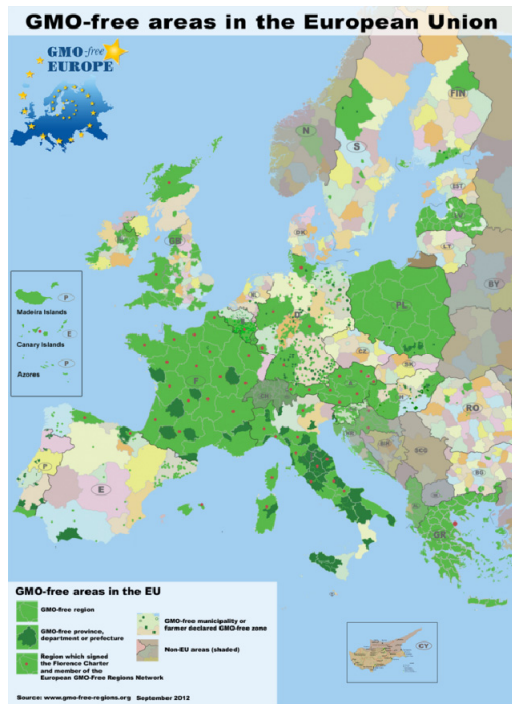 GMO-free areas in the European Union
GMO-free
EUROPE
FIN
N
S
EST
LV
DK
LT
GB
BY
NL
PL
D
P
Madeira Islands
E
Canary Islands
P
Azores
CZ
SK
F
CH
A
RO
BIH
BG
P
E
GR
CY
GMO-free areas in the EU
GMO-free region
GMO-free province,
department or prefecture
Region which signed
the Florence Charter
and member of the
European GMO-Free Regions Network
GMO-free municipality or
farmer declared GMO-free zone
Non-EU areas (shaded)
Source: www.gmo-free-regions.org September 2012